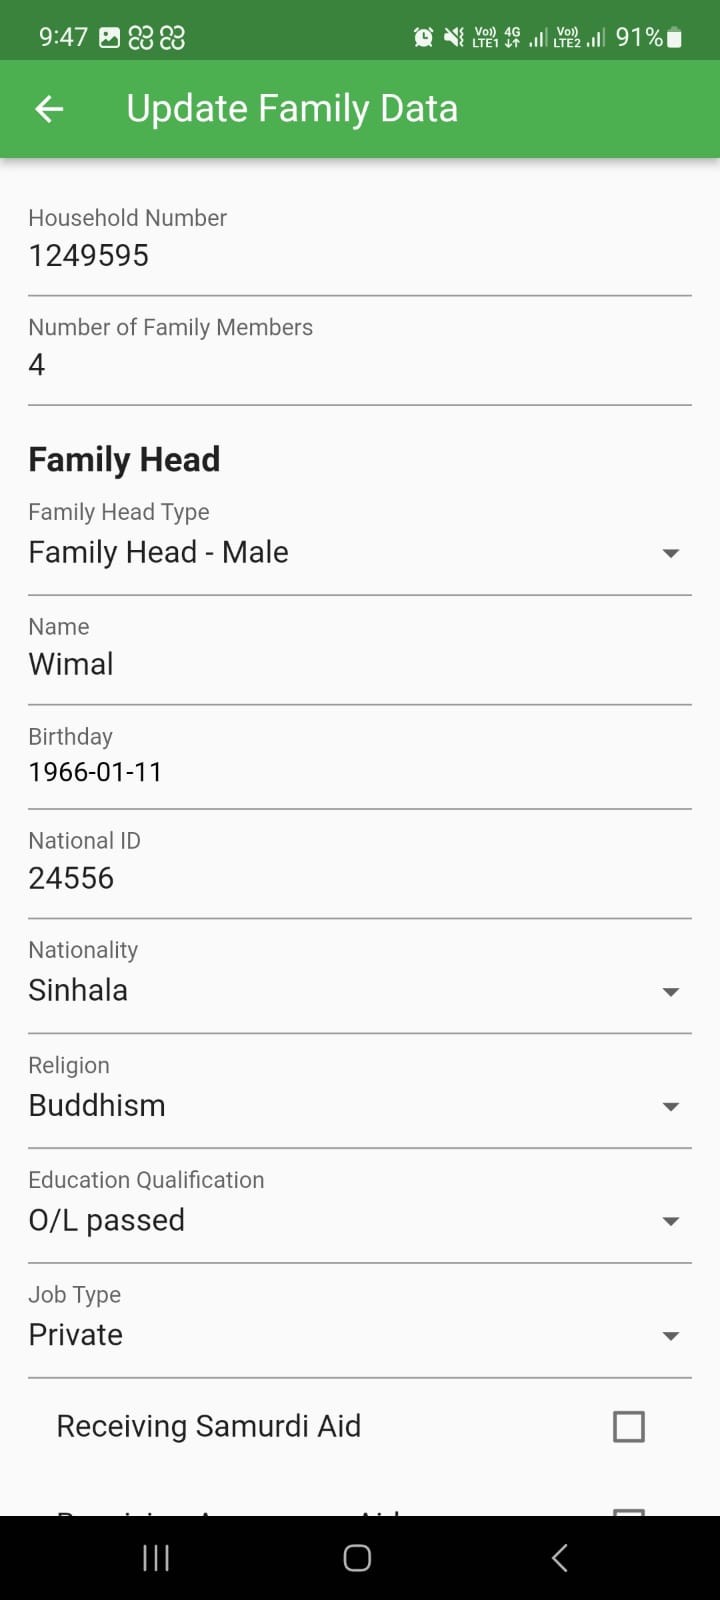 9:47 Vo)) LTE1 4G Vo)) LTE2 91%
Update Family Data
Household Number
1249595
Number of Family Members
4
Family Head
Family Head Type
Family Head - Male
Name
Wimal
Birthday
1966-01-11
National ID
24556
Nationality
Sinhala
Religion
Buddhism
Education Qualification
O/L passed
Job Type
Private
Receiving Samurdi Aid